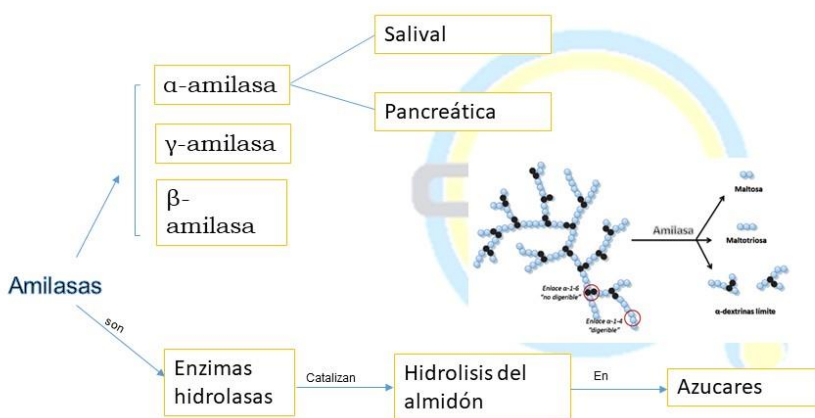 Salival
α-amilasa
Pancreática
γ-amilasa
β-
amilasa
Maltosa
Amilasa
Maltotriosa
Enlace α-1-6
"no digerible"
α-dextrinas límite
Enlace α-1-4
"digerible"
Amilasas
son
Enzimas
hidrolasas
Catalizan
Hidrolisis del
almidón
En
Azucares